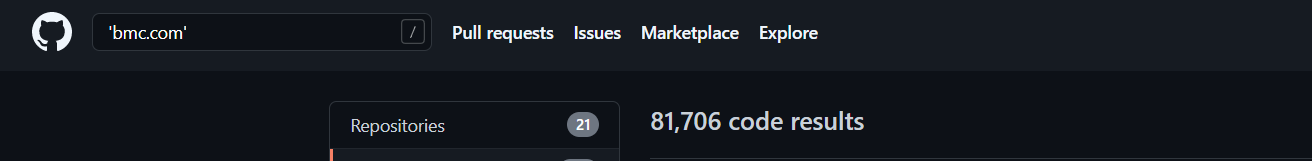 'bmc.com' / Pull requests Issues Marketplace Explore
Repositories 21
81,706 code results